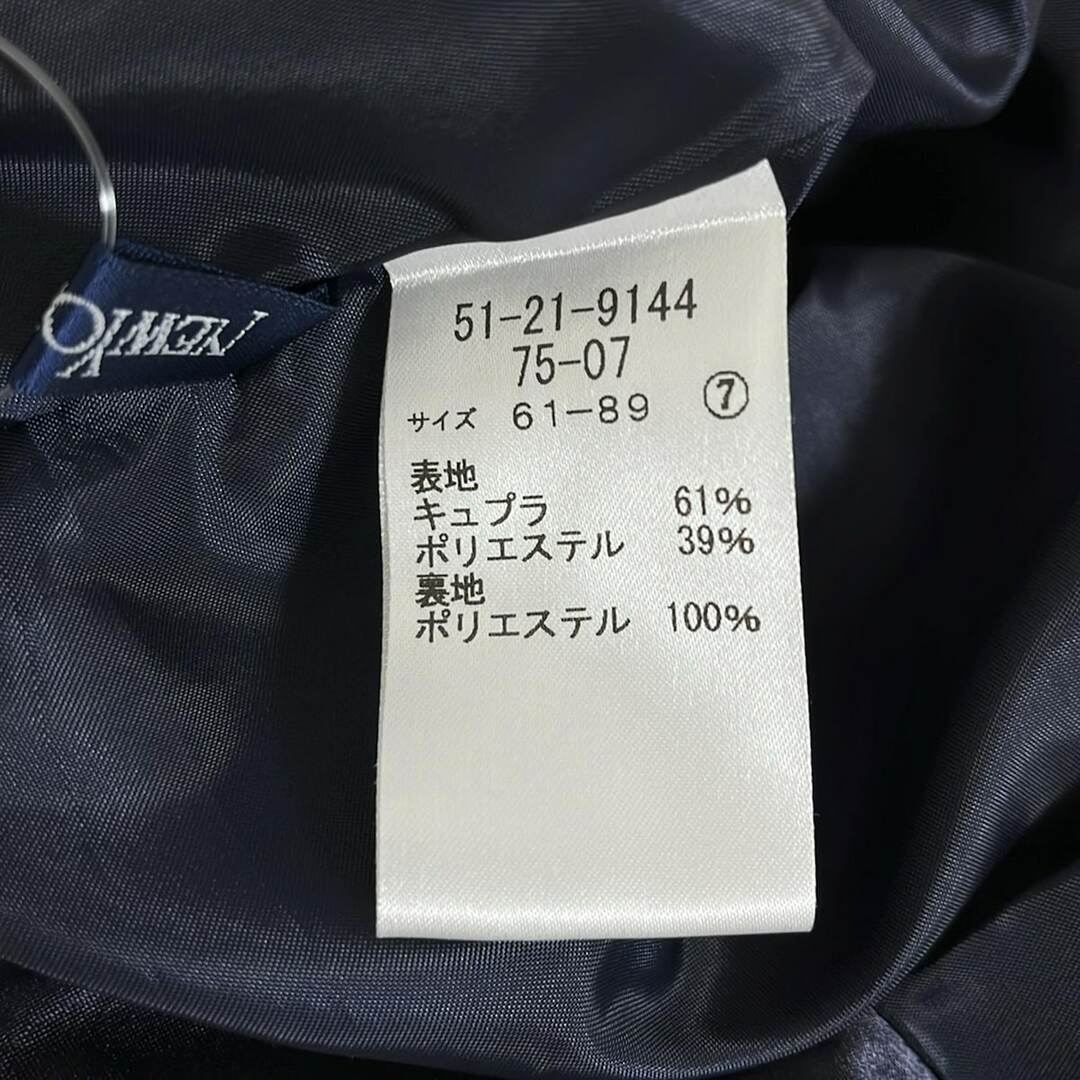 51-21-9144
75-07
サイズ 61-89 ⑦
表地
キュプラ 61%
ポリエステル 39%
裏地
ポリエステル 100%
NEWYO